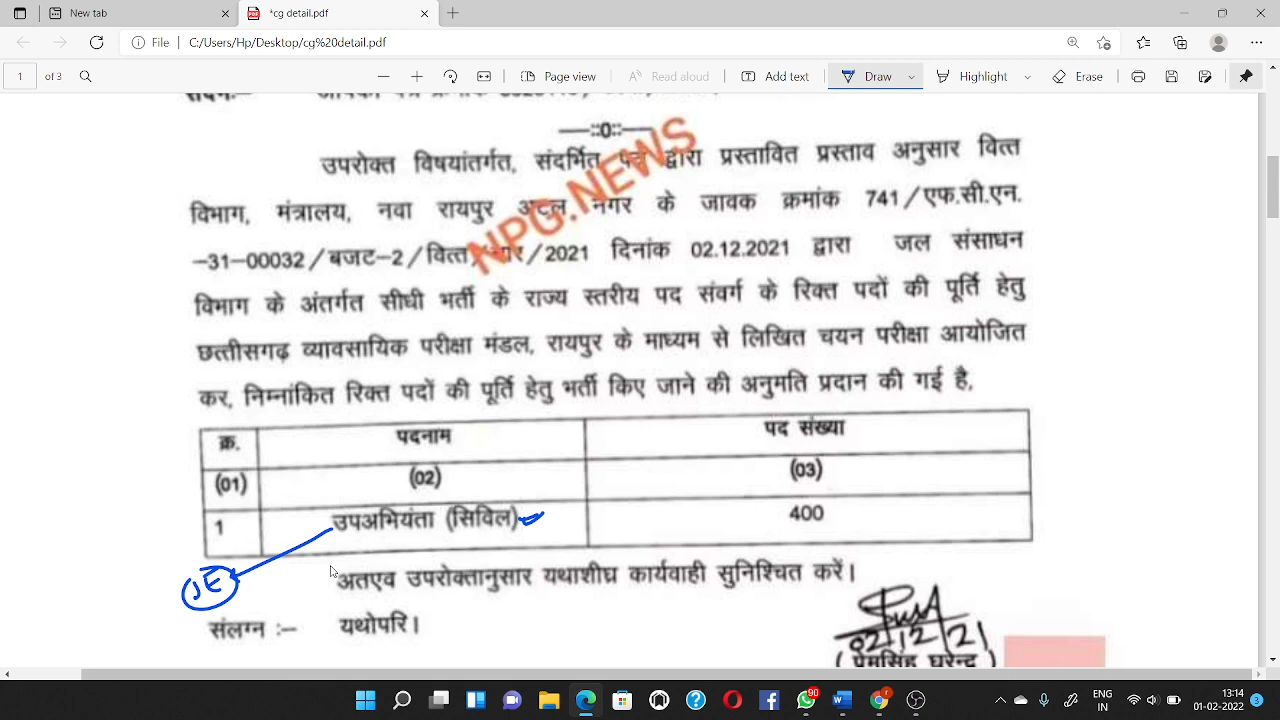 New tab
*cg detail.pdf
File C:/Users/Hp/Desktop/cg%20detail.pdf
1 of 3 Page view Read aloud Add text Draw Highlight Erase
—::0::—
उपरोक्त विषयांतर्गत, संदर्भित पत्र द्वारा प्रस्तावित प्रस्ताव अनुसार वित्त
विभाग, मंत्रालय, नवा रायपुर अटल नगर के जावक क्रमांक 741/एफ.सी.एन.
-31-00032/बजट-2/वित्त/चार/2021 दिनांक 02.12.2021 द्वारा जल संसाधन
विभाग के अंतर्गत सीधी भर्ती के राज्य स्तरीय पद संवर्ग के रिक्त पदों की पूर्ति हेतु
छत्तीसगढ़ व्यावसायिक परीक्षा मंडल, रायपुर के माध्यम से लिखित चयन परीक्षा आयोजित
कर, निम्नांकित रिक्त पदों की पूर्ति हेतु भर्ती किए जाने की अनुमति प्रदान की गई है,
NPG.NEWS
क्र. पदनाम पद संख्या
(01) (02) (03)
1 उपअभियंता (सिविल) 400
JE
अतएव उपरोक्तानुसार यथाशीघ्र कार्यवाही सुनिश्चित करें।
संलग्न :– यथोपरि।
02/12/21
( प्रेमसिंह घरेन्द्र )
90
ENG
IN
13:14
01-02-2022
3